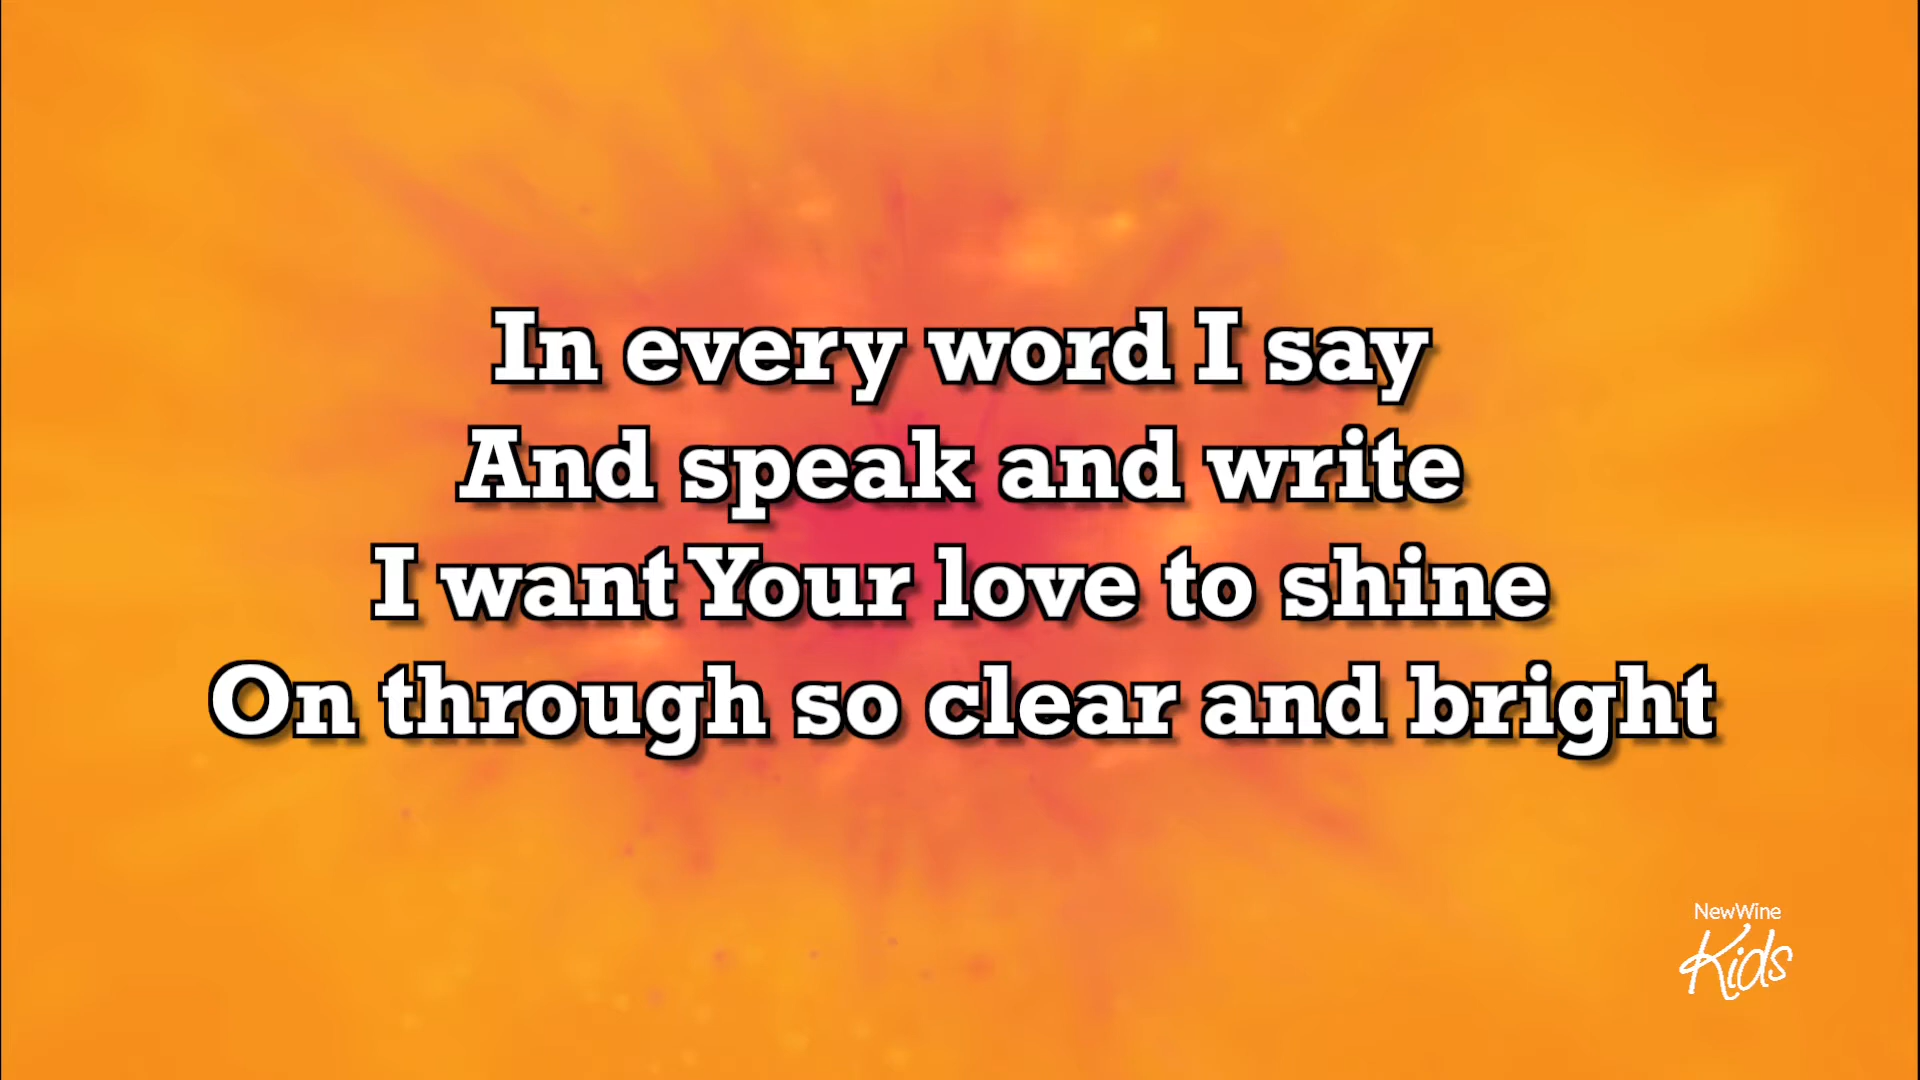 In every word I say
And speak and write
I want Your love to shine
On through so clear and bright
NewWine
Kids